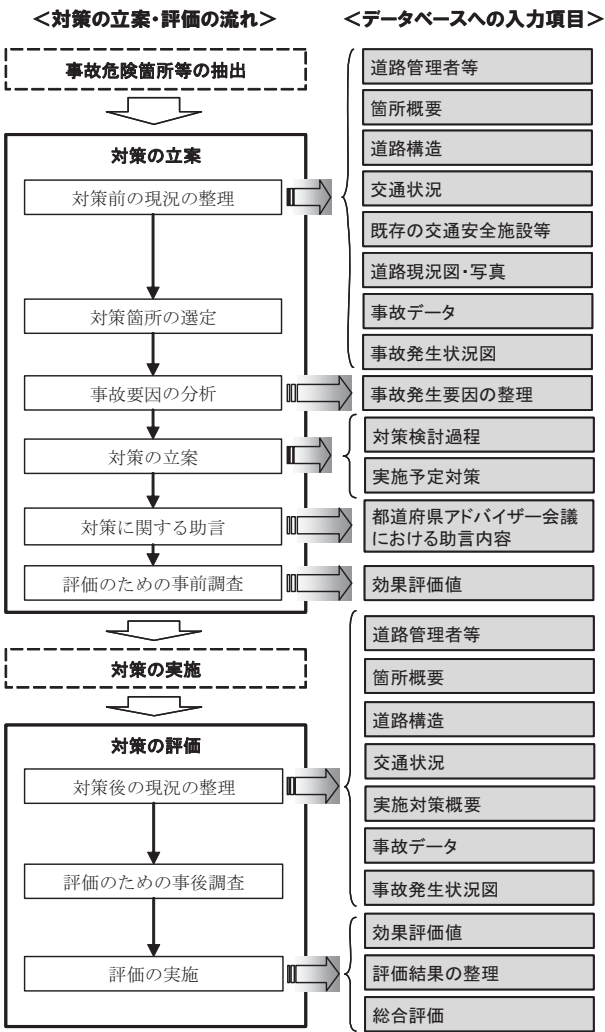 <対策の立案・評価の流れ>
<データベースへの入力項目>
事故危険箇所等の抽出
対策の立案
対策前の現況の整理
道路管理者等
箇所概要
道路構造
交通状況
既存の交通安全施設等
道路現況図・写真
事故データ
事故発生状況図
対策箇所の選定
事故要因の分析
事故発生要因の整理
対策の立案
対策検討過程
実施予定対策
対策に関する助言
都道府県アドバイザー会議
における助言内容
評価のための事前調査
効果評価値
対策の実施
対策の評価
対策後の現況の整理
道路管理者等
箇所概要
道路構造
交通状況
実施対策概要
事故データ
事故発生状況図
評価のための事後調査
評価の実施
効果評価値
評価結果の整理
総合評価